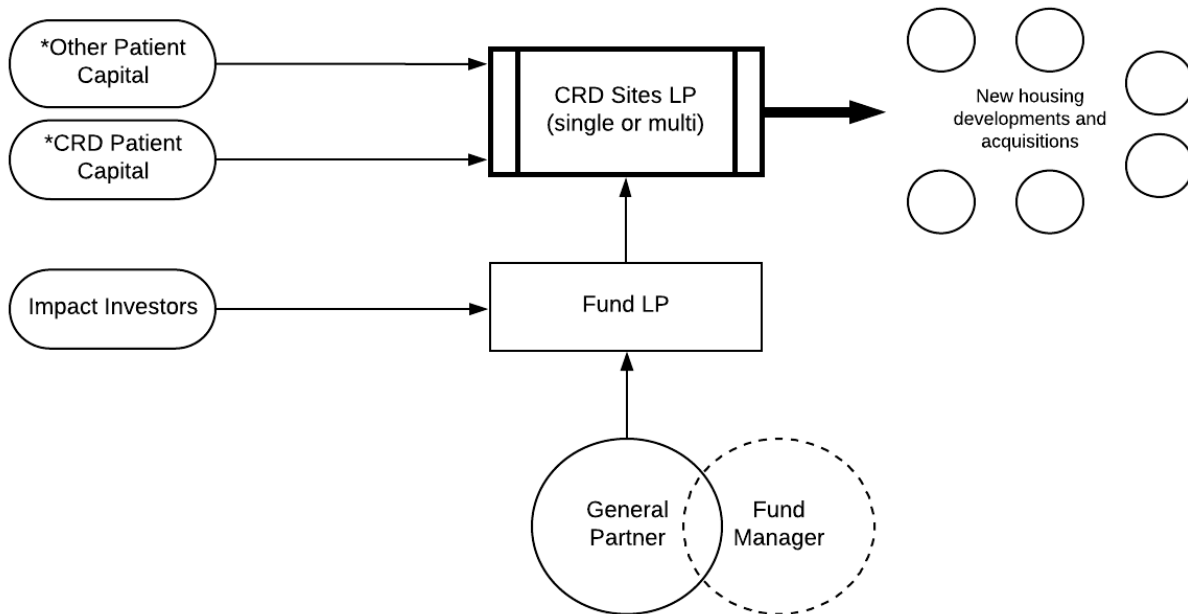 *Other Patient
Capital
*CRD Patient
Capital
CRD Sites LP
(single or multi)
New housing
developments and
acquisitions
Impact Investors
Fund LP
General
Partner
Fund
Manager